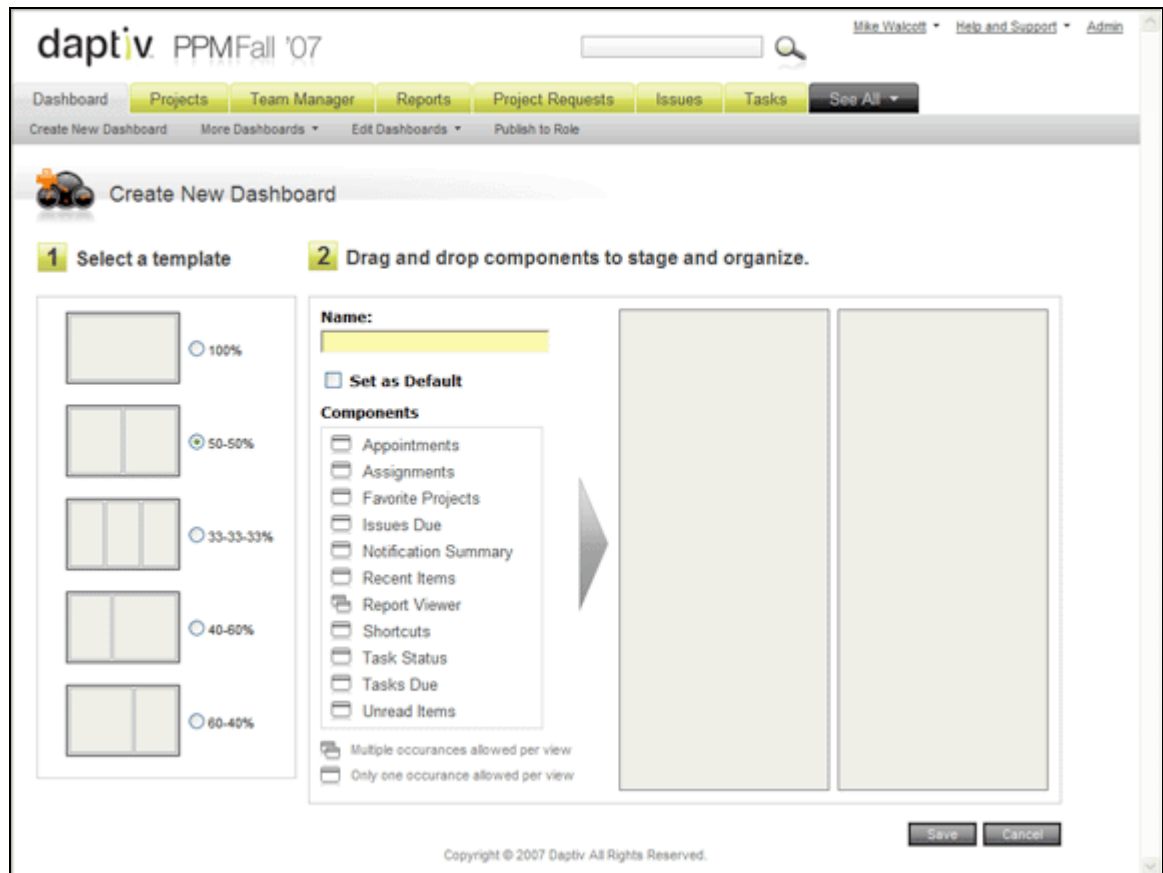 Mike Walcott Help and Support Admin
daptiv PPM Fall '07
Dashboard Projects Team Manager Reports Project Requests Issues Tasks See All
Create New Dashboard More Dashboards Edit Dashboards Publish to Role
Create New Dashboard
1 Select a template
2 Drag and drop components to stage and organize.
100%
50-50%
33-33-33%
40-60%
60-40%
Name:
Set as Default
Components
Appointments
Assignments
Favorite Projects
Issues Due
Notification Summary
Recent Items
Report Viewer
Shortcuts
Task Status
Tasks Due
Unread Items
Multiple occurances allowed per view
Only one occurance allowed per view
Save Cancel
Copyright © 2007 Daptiv. All Rights Reserved.